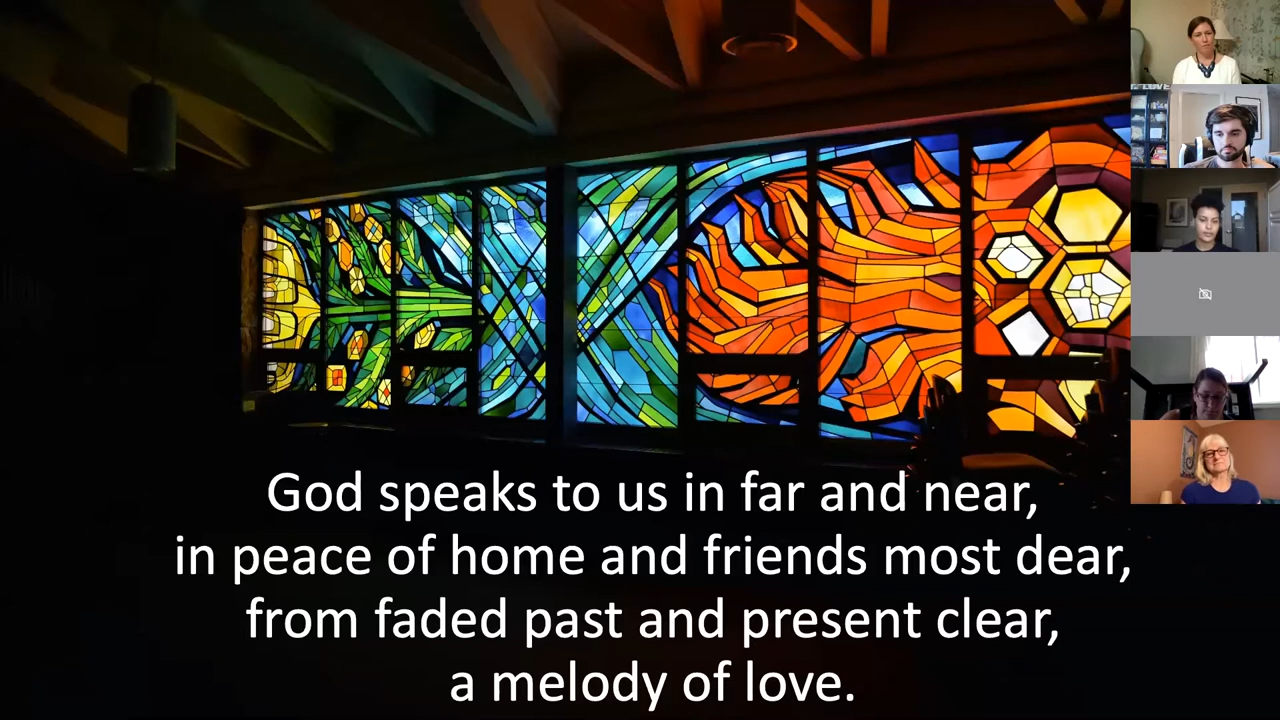 God speaks to us in far and near,
in peace of home and friends most dear,
from faded past and present clear,
a melody of love.
LOVE